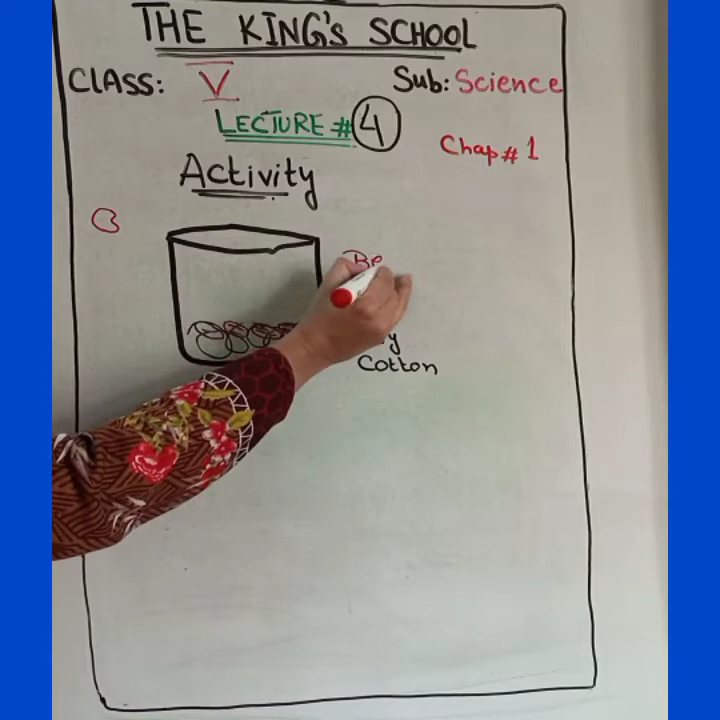 THE KING'S SCHOOL
CLASS: V Sub: Science
LECTURE # 4
Chap # 1
Activity
Be
Cotton